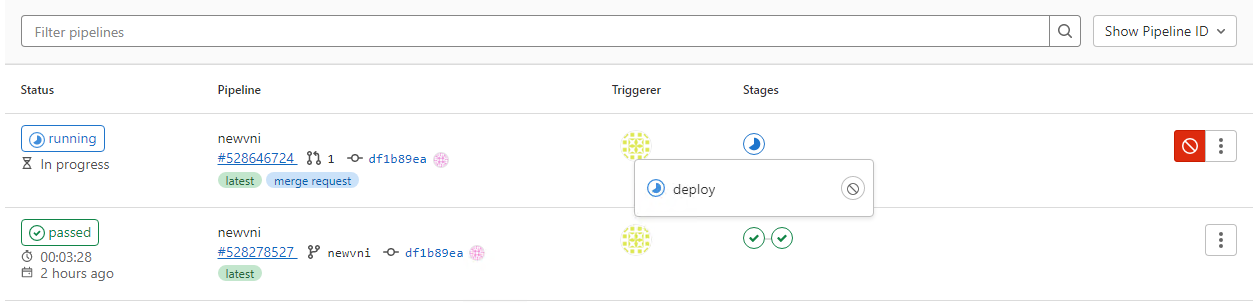 Filter pipelines
Show Pipeline ID
Status Pipeline Triggerer Stages
running
In progress
newvni
#528646724 1 df1b89ea
latest merge request
deploy
passed
00:03:28
2 hours ago
newvni
#528278527 newvni df1b89ea
latest